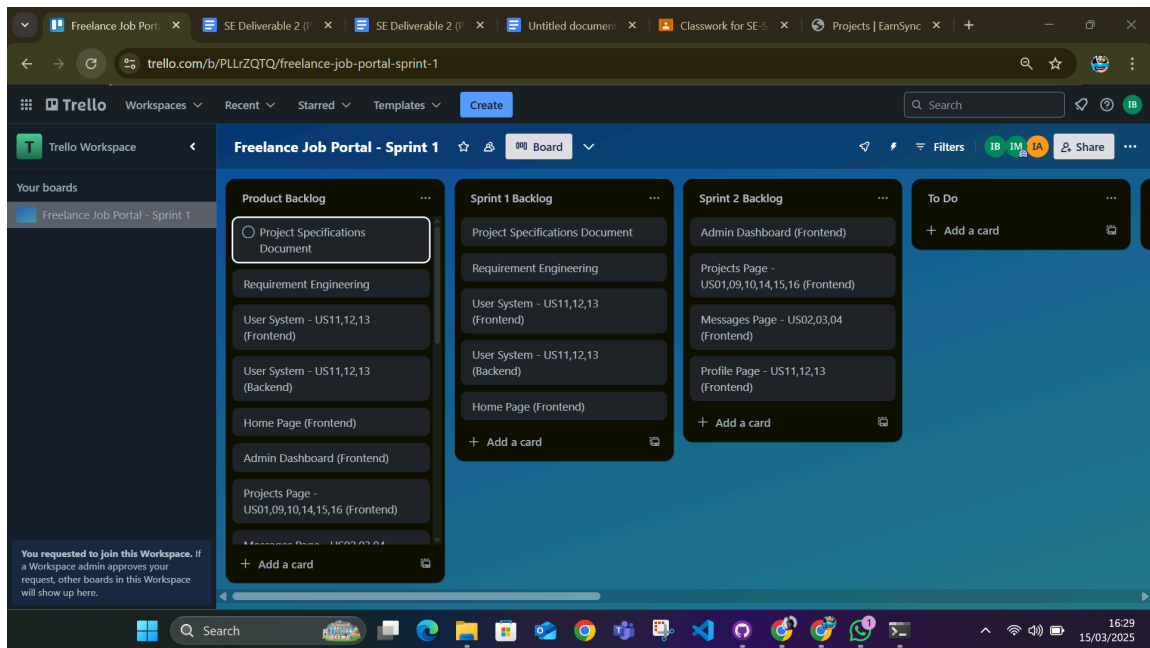 Freelance Job Port
SE Deliverable 2 (P
SE Deliverable 2 (P
Untitled document
Classwork for SE-S
Projects | EarnSync
trello.com/b/PLLrZQTQ/freelance-job-portal-sprint-1
Trello
Workspaces
Recent
Starred
Templates
Create
Search
IB
T
Trello Workspace
Freelance Job Portal - Sprint 1
Board
Filters
IB
IM
IA
Share
Your boards
Freelance Job Portal - Sprint 1
Product Backlog
Project Specifications
Document
Requirement Engineering
User System - US11,12,13
(Frontend)
User System - US11,12,13
(Backend)
Home Page (Frontend)
Admin Dashboard (Frontend)
Projects Page -
US01,09,10,14,15,16 (Frontend)
Messages Page - US02,03,04
+ Add a card
Sprint 1 Backlog
Project Specifications Document
Requirement Engineering
User System - US11,12,13
(Frontend)
User System - US11,12,13
(Backend)
Home Page (Frontend)
+ Add a card
Sprint 2 Backlog
Admin Dashboard (Frontend)
Projects Page -
US01,09,10,14,15,16 (Frontend)
Messages Page - US02,03,04
(Frontend)
Profile Page - US11,12,13
(Frontend)
+ Add a card
To Do
+ Add a card
You requested to join this Workspace. If
a Workspace admin approves your
request, other boards in this Workspace
will show up here.
Search
1
16:29
15/03/2025